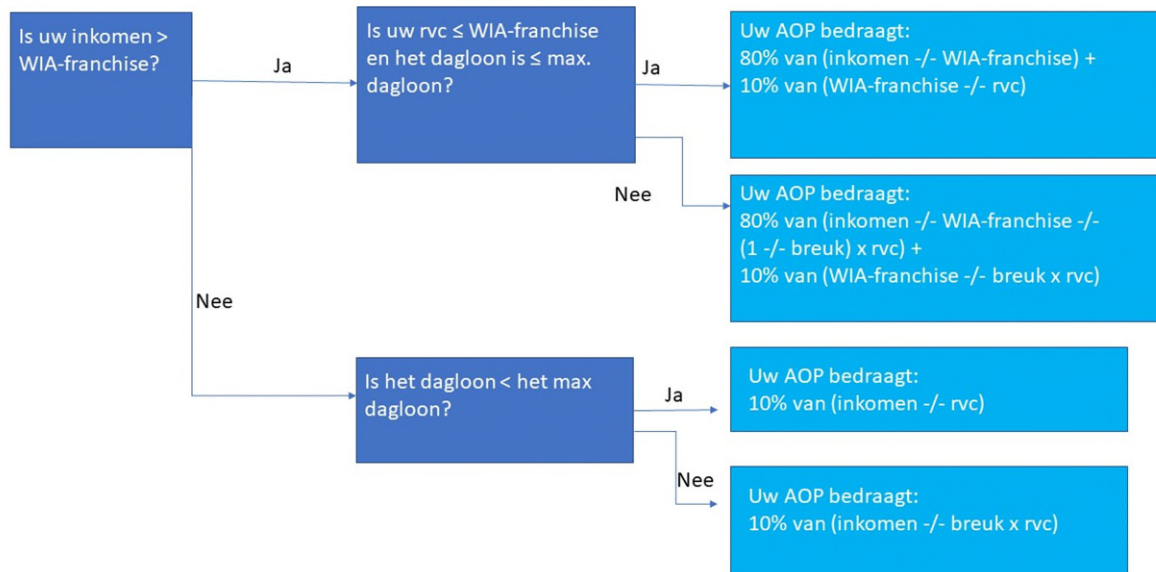 Is uw inkomen >
WIA-franchise?
Ja
Is uw rvc ≤ WIA-franchise
en het dagloon is ≤ max.
dagloon?
Ja
Uw AOP bedraagt:
80% van (inkomen -/- WIA-franchise) +
10% van (WIA-franchise -/- rvc)
Nee
Uw AOP bedraagt:
80% van (inkomen -/- WIA-franchise -/-
(1 -/- breuk) x rvc) +
10% van (WIA-franchise -/- breuk x rvc)
Nee
Is het dagloon < het max
dagloon?
Ja
Uw AOP bedraagt:
10% van (inkomen -/- rvc)
Nee
Uw AOP bedraagt:
10% van (inkomen -/- breuk x rvc)